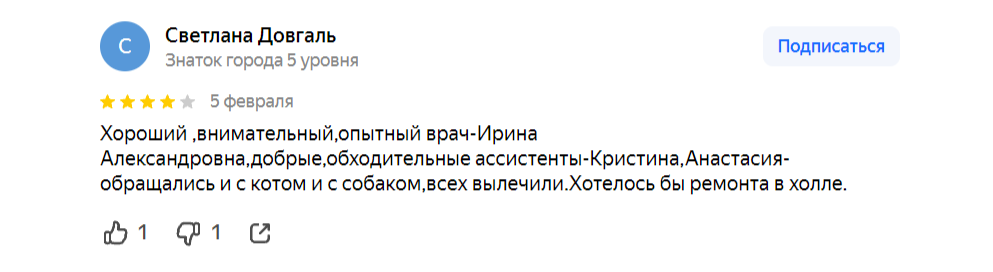 С
Светлана Довгаль
Знаток города 5 уровня
Подписаться
5 февраля
Хороший ,внимательный,опытный врач-Ирина
Александровна,добрые,обходительные ассистенты-Кристина,Анастасия-
обращались и с котом и с собаком,всех вылечили.Хотелось бы ремонта в холле.
1 1